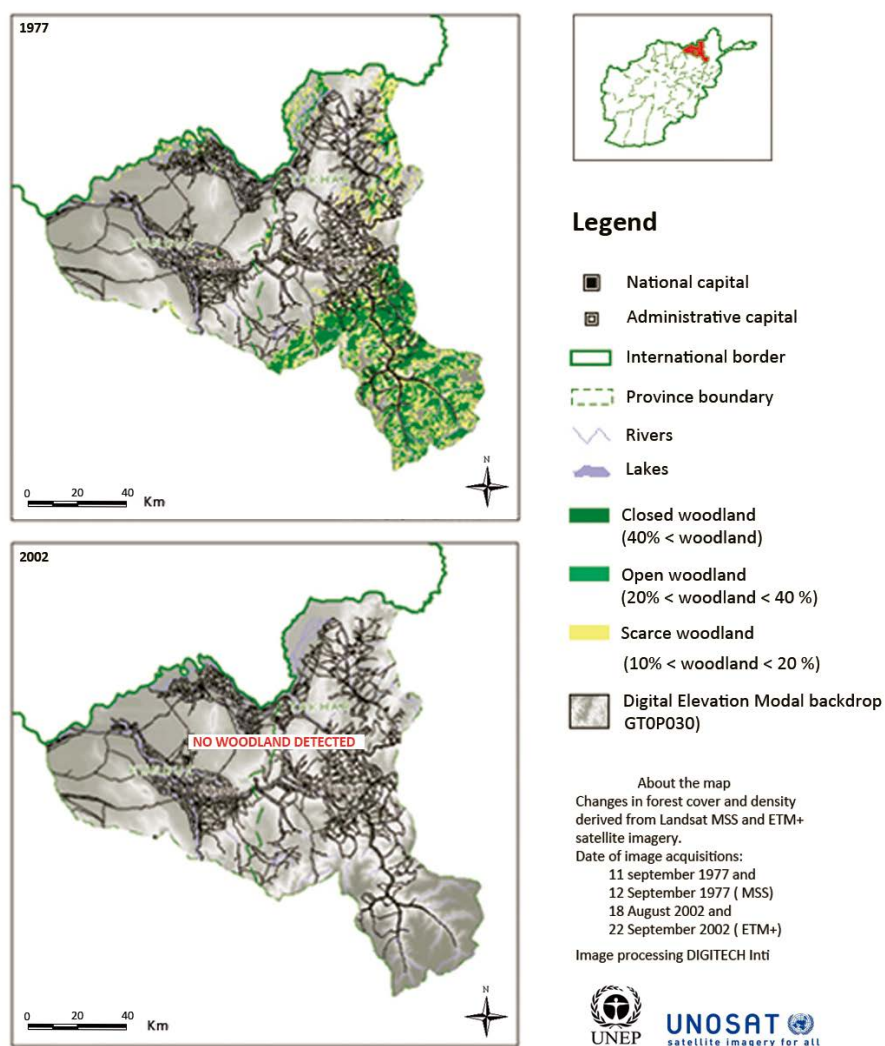 1977
0 20 40
Km
N
2002
NO WOODLAND DETECTED
0 20 40
Km
N
Legend
National capital
Administrative capital
International border
Province boundary
Rivers
Lakes
Closed woodland
(40% < woodland)
Open woodland
(20% < woodland < 40 %)
Scarce woodland
(10% < woodland < 20 %)
Digital Elevation Modal backdrop
GT0P030)
About the map
Changes in forest cover and density
derived from Landsat MSS and ETM+
satellite imagery.
Date of image acquisitions:
11 september 1977 and
12 September 1977 ( MSS)
18 August 2002 and
22 September 2002 ( ETM+)
Image processing DIGITECH Inti
UNEP
UNOSAT
satellite imagery for all